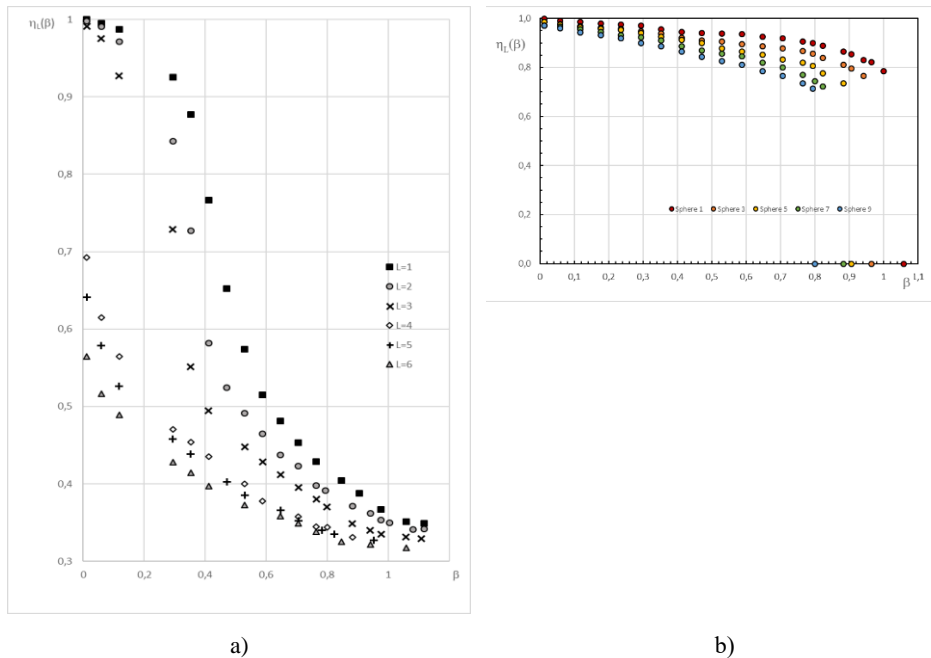 η_L(β)
1
0,9
0,8
0,7
0,6
0,5
0,4
0,3
0
0,2
0,4
0,6
0,8
1
β
L=1
L=2
L=3
L=4
L=5
L=6
a)
η_L(β)
1,0
0,8
0,6
0,4
0,2
0,0
0
0,1
0,2
0,3
0,4
0,5
0,6
0,7
0,8
0,9
1
1,1
β
Sphere 1
Sphere 3
Sphere 5
Sphere 7
Sphere 9
b)